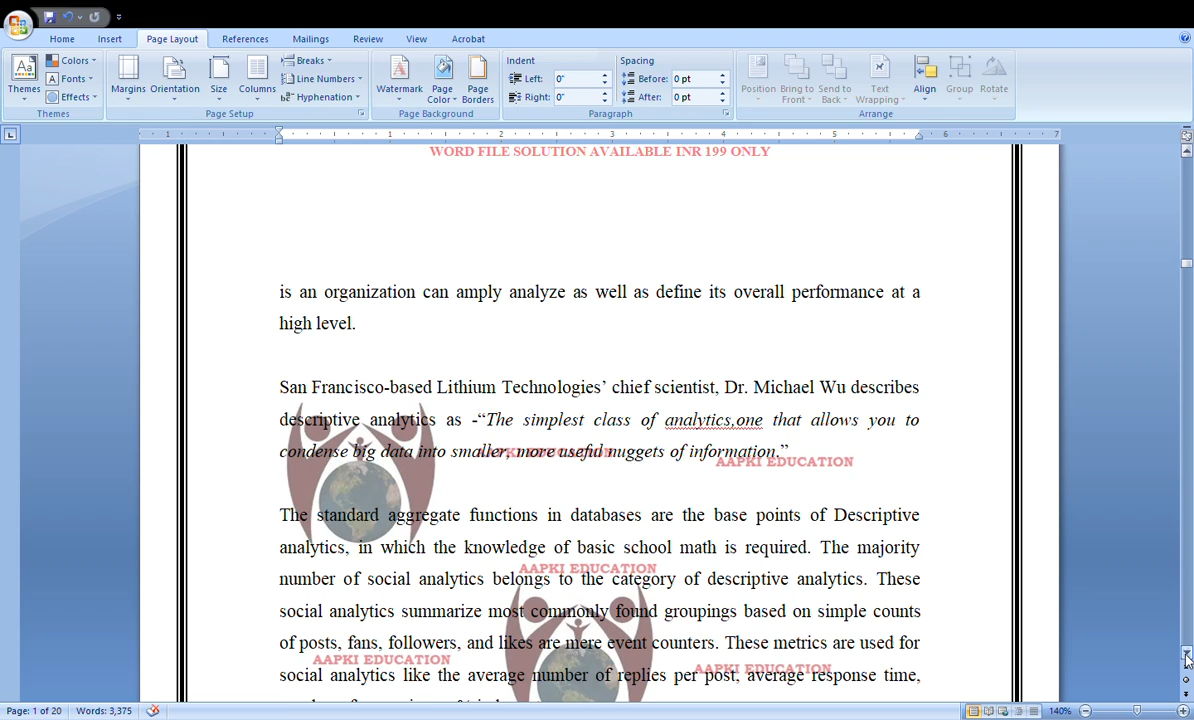 Home Insert Page Layout References Mailings Review View Acrobat
Themes Colors Fonts Effects Themes
Margins Orientation Size Columns Breaks Line Numbers Hyphenation Page Setup
Watermark Page Color Page Borders Page Background
Indent Left: 0" Right: 0" Spacing Before: 0 pt After: 0 pt Paragraph
Position Bring to Front Send to Back Text Wrapping Align Group Rotate Arrange
1 1 2 3 4 5 6 7
WORD FILE SOLUTION AVAILABLE INR 199 ONLY
is an organization can amply analyze as well as define its overall performance at a
high level.
San Francisco-based Lithium Technologies’ chief scientist, Dr. Michael Wu describes
descriptive analytics as -“The simplest class of analytics,one that allows you to
condense big data into smaller, more useful nuggets of information.”
AAPKI EDUCATION
AAPKI EDUCATION
The standard aggregate functions in databases are the base points of Descriptive
analytics, in which the knowledge of basic school math is required. The majority
AAPKI EDUCATION
number of social analytics belongs to the category of descriptive analytics. These
social analytics summarize most commonly found groupings based on simple counts
of posts, fans, followers, and likes are mere event counters. These metrics are used for
AAPKI EDUCATION
AAPKI EDUCATION
social analytics like the average number of replies per post, average response time,
Page: 1 of 20 Words: 3,375 140%